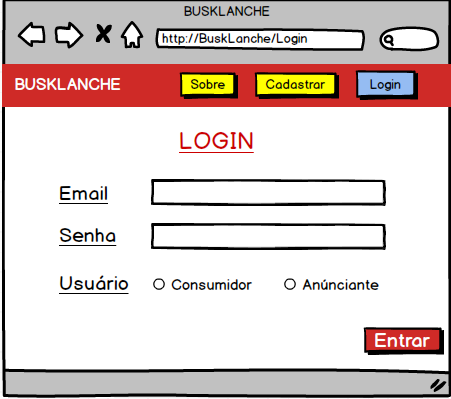 BUSKLANCHE
http://BuskLanche/Login
BUSKLANCHE Sobre Cadastrar Login
LOGIN
Email
Senha
Usuário Consumidor Anúnciante
Entrar